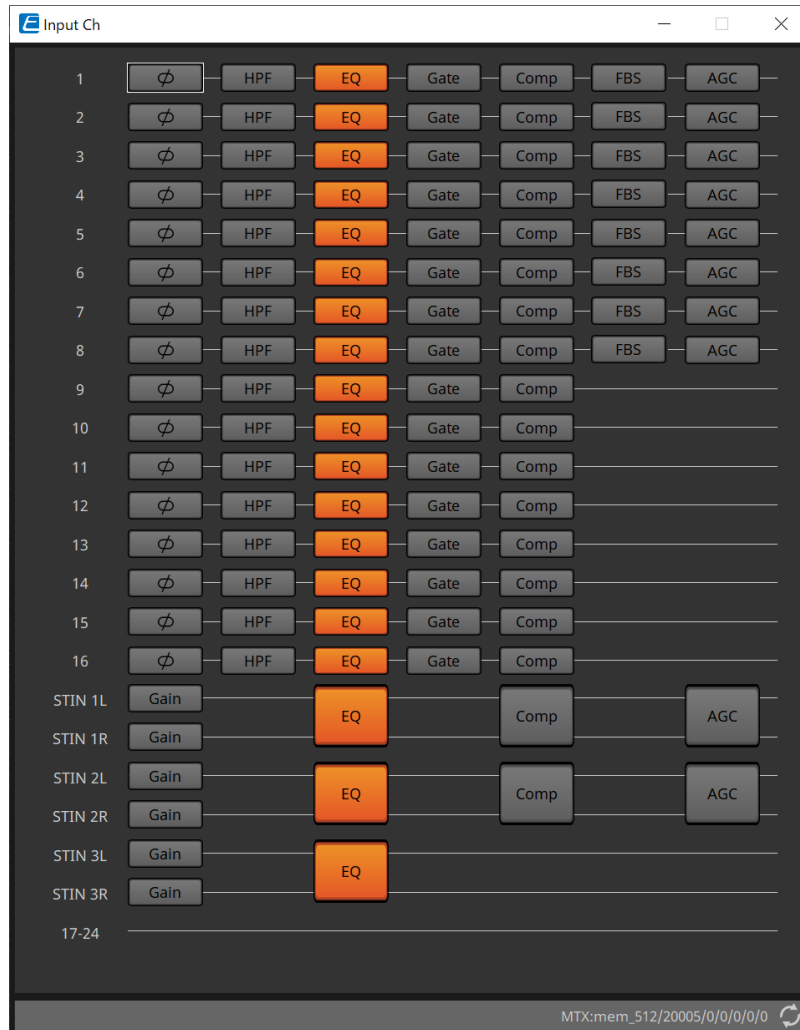 Input Ch
1 ⌀ HPF EQ Gate Comp FBS AGC
2 ⌀ HPF EQ Gate Comp FBS AGC
3 ⌀ HPF EQ Gate Comp FBS AGC
4 ⌀ HPF EQ Gate Comp FBS AGC
5 ⌀ HPF EQ Gate Comp FBS AGC
6 ⌀ HPF EQ Gate Comp FBS AGC
7 ⌀ HPF EQ Gate Comp FBS AGC
8 ⌀ HPF EQ Gate Comp FBS AGC
9 ⌀ HPF EQ Gate Comp
10 ⌀ HPF EQ Gate Comp
11 ⌀ HPF EQ Gate Comp
12 ⌀ HPF EQ Gate Comp
13 ⌀ HPF EQ Gate Comp
14 ⌀ HPF EQ Gate Comp
15 ⌀ HPF EQ Gate Comp
16 ⌀ HPF EQ Gate Comp
STIN 1L Gain
EQ Comp AGC
STIN 1R Gain
STIN 2L Gain
EQ Comp AGC
STIN 2R Gain
STIN 3L Gain
EQ
STIN 3R Gain
17-24
MTX:mem_512/20005/0/0/0/0/0